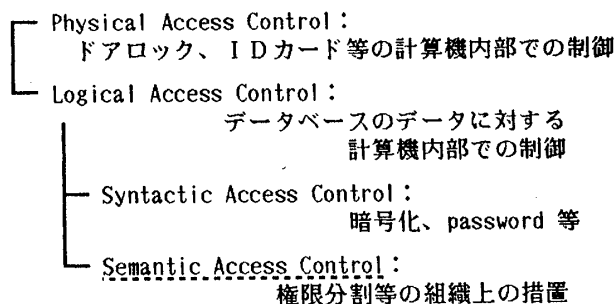 Physical Access Control：
ドアロック、ＩＤカード等の計算機内部での制御
Logical Access Control：
データベースのデータに対する
計算機内部での制御
Syntactic Access Control：
暗号化、password 等
Semantic Access Control：
権限分割等の組織上の措置